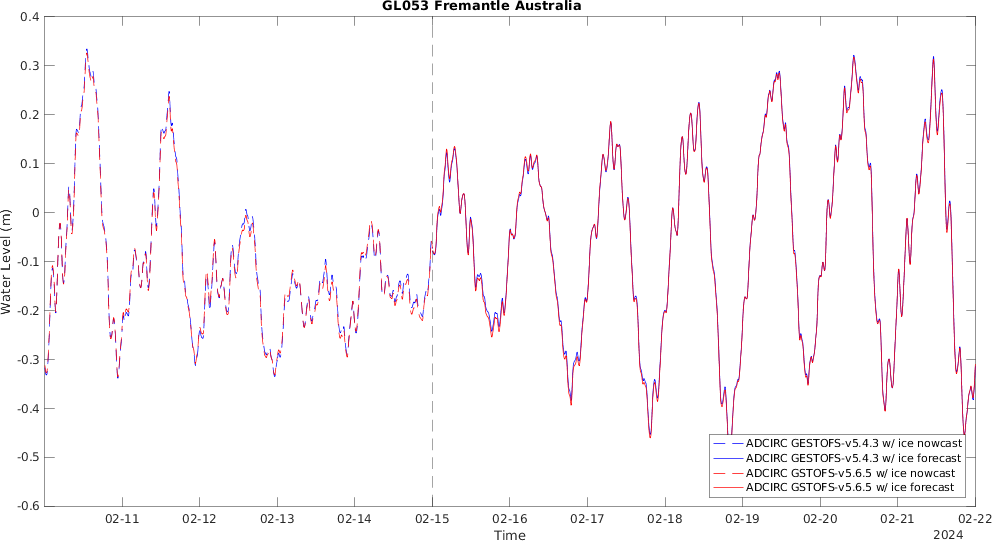 GL053 Fremantle Australia
0.4
0.3
0.2
0.1
0
-0.1
-0.2
-0.3
-0.4
-0.5
-0.6
Water Level (m)
ADCIRC GESTOFS-v5.4.3 w/ ice nowcast
ADCIRC GESTOFS-v5.4.3 w/ ice forecast
ADCIRC GSTOFS-v5.6.5 w/ ice nowcast
ADCIRC GSTOFS-v5.6.5 w/ ice forecast
02-11 02-12 02-13 02-14 02-15 02-16 02-17 02-18 02-19 02-20 02-21 02-22
Time
2024